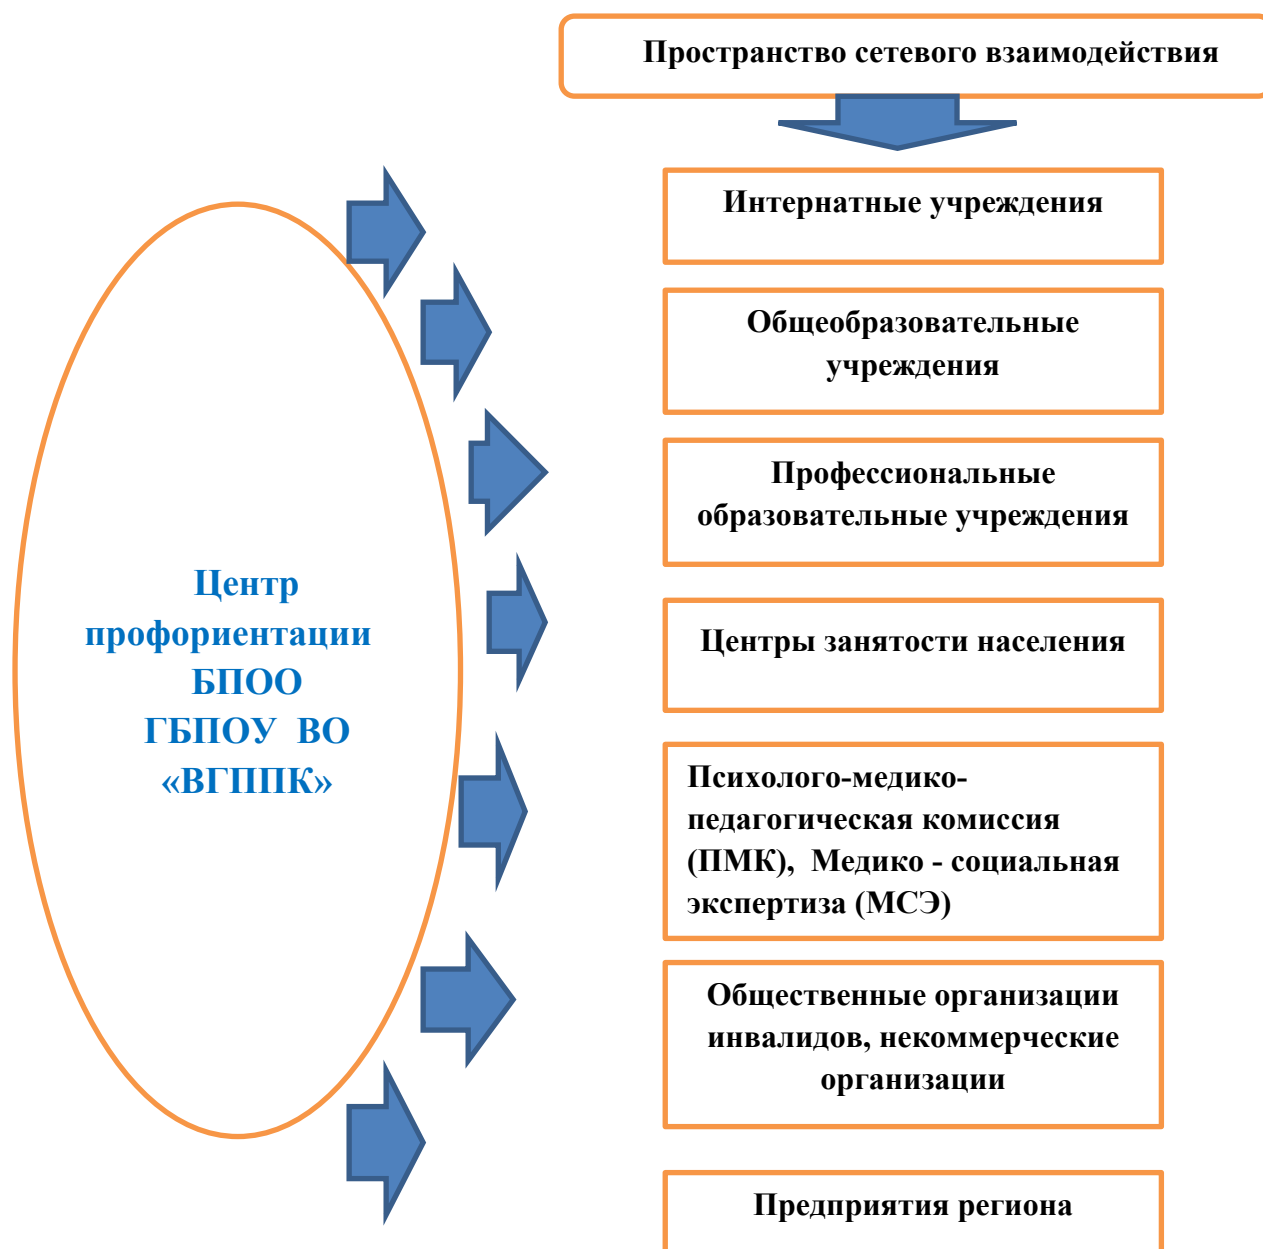 Пространство сетевого взаимодействия
Интернатные учреждения
Общеобразовательные
учреждения
Профессиональные
образовательные учреждения
Центр
профориентации
БПОО
ГБПОУ  ВО
«ВГППК»
Центры занятости населения
Психолого-медико-
педагогическая комиссия
(ПМК),  Медико - социальная
экспертиза (МСЭ)
Общественные организации
инвалидов, некоммерческие
организации
Предприятия региона